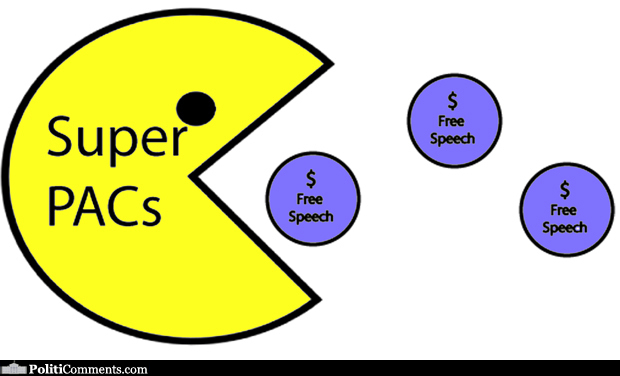 Super
PACs
$
Free
Speech
$
Free
Speech
$
Free
Speech
PolitiComments.com